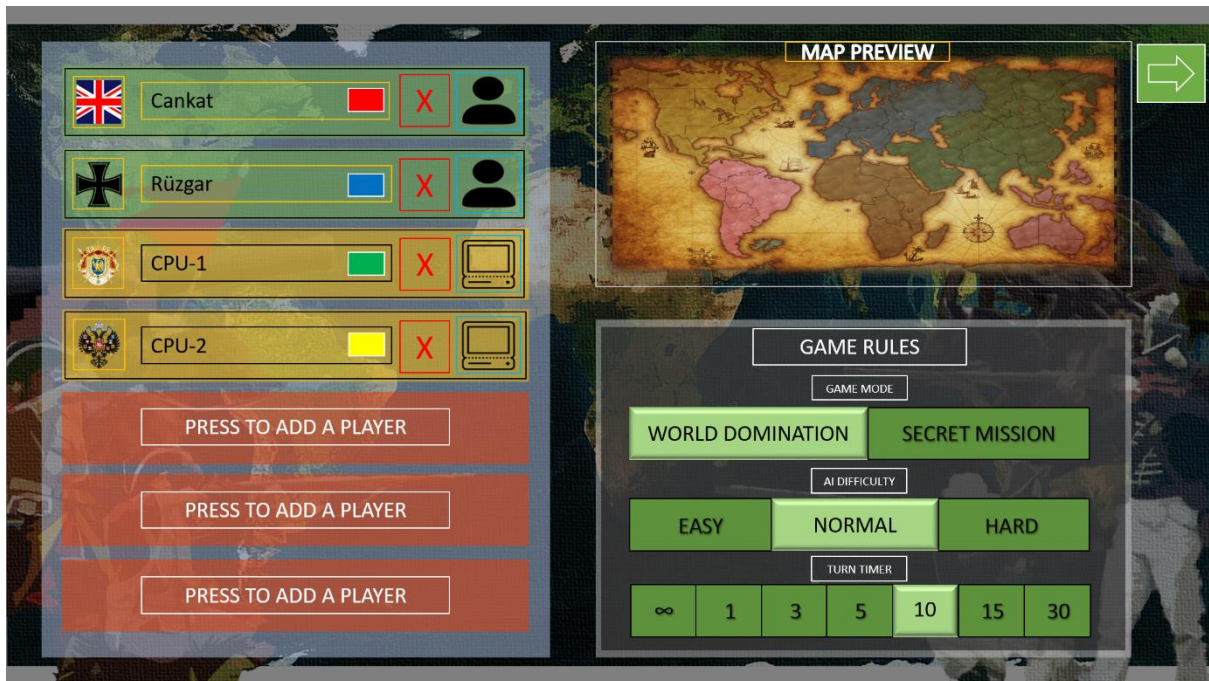 Cankat
X
Rüzgar
X
CPU-1
X
CPU-2
X
PRESS TO ADD A PLAYER
PRESS TO ADD A PLAYER
PRESS TO ADD A PLAYER
MAP PREVIEW
GAME RULES
GAME MODE
WORLD DOMINATION SECRET MISSION
AI DIFFICULTY
EASY NORMAL HARD
TURN TIMER
∞ 1 3 5 10 15 30